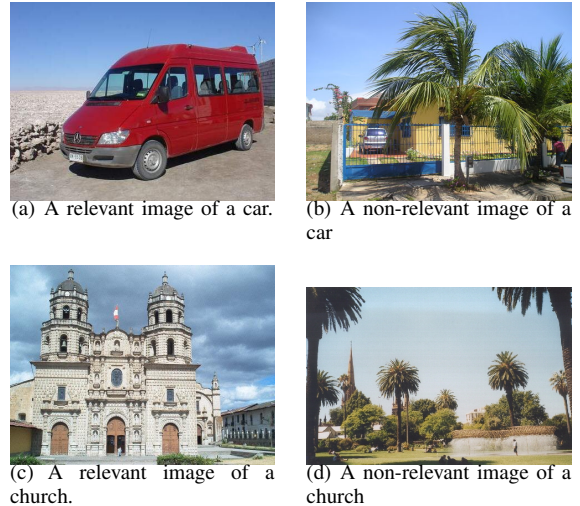 (a) A relevant image of a car.
(b) A non-relevant image of a
car
(c) A relevant image of a
church.
(d) A non-relevant image of a
church